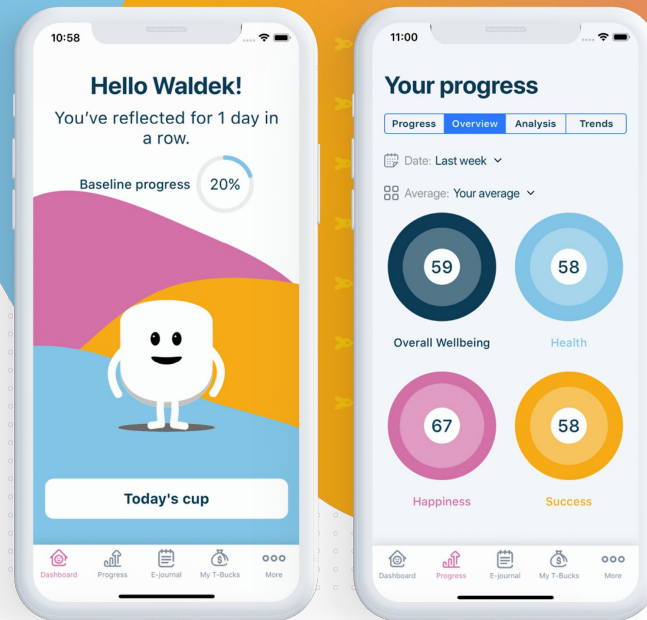 10:58
Hello Waldek!
You've reflected for 1 day in
a row.
Baseline progress 20%
Today's cup
Dashboard Progress E-journal My T-Bucks More
11:00
Your progress
Progress Overview Analysis Trends
Date: Last week
Average: Your average
59 58
Overall Wellbeing Health
67 58
Happiness Success
Dashboard Progress E-journal My T-Bucks More